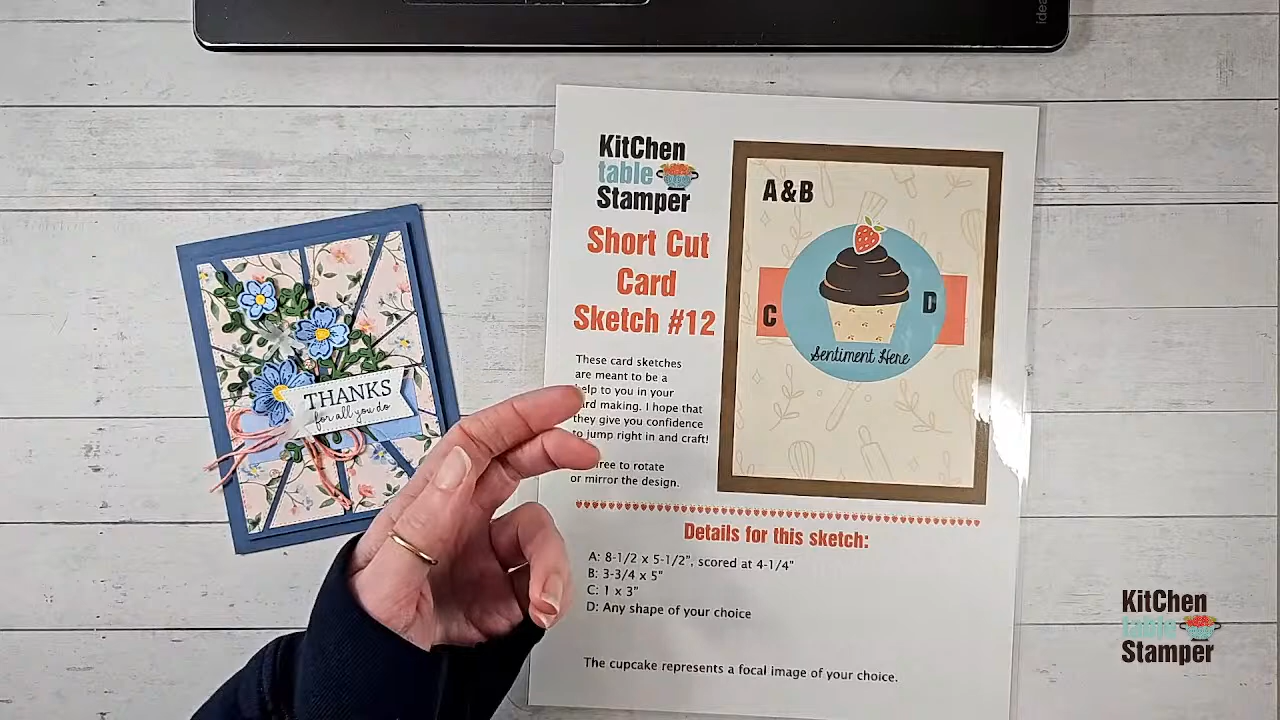 idea
KitChen
table
Stamper
Short Cut
Card
Sketch #12
These card sketches
are meant to be a
help to you in your
card making. I hope that
they give you confidence
to jump right in and craft!
free to rotate
or mirror the design.
A&B
C
D
Sentiment Here
THANKS
for all you do
Details for this sketch:
A: 8-1/2 x 5-1/2”, scored at 4-1/4"
B: 3-3/4 x 5"
C: 1 x 3"
D: Any shape of your choice
The cupcake represents a focal image of your choice.
KitChen
table
Stamper